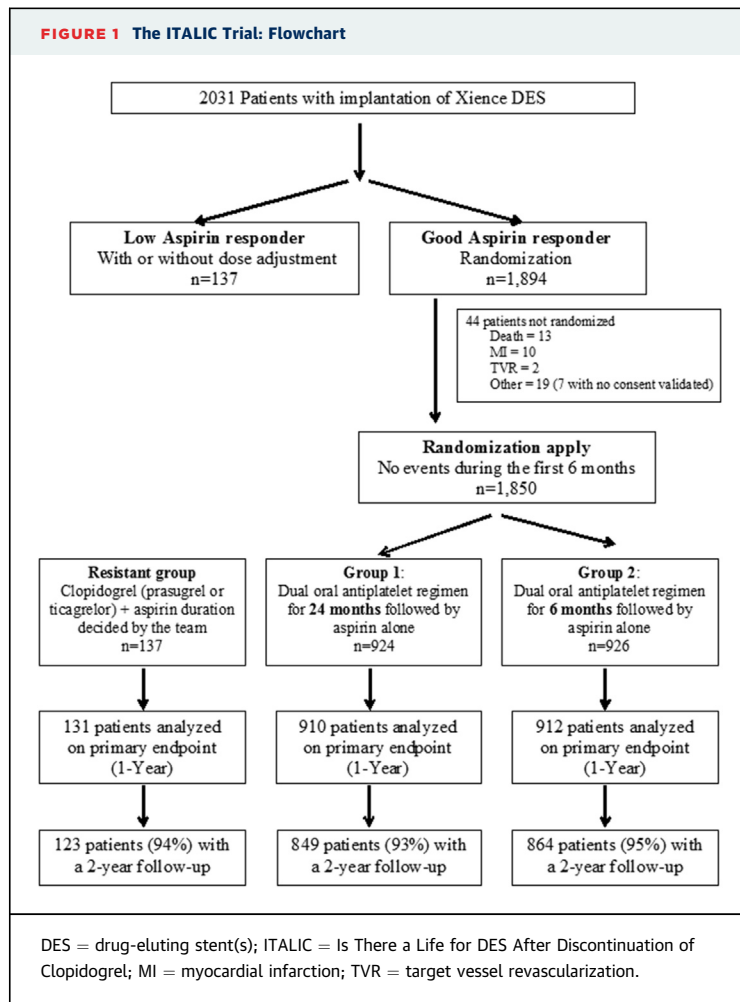 FIGURE 1 The ITALIC Trial: Flowchart
2031 Patients with implantation of Xience DES
Low Aspirin responder
With or without dose adjustment
n=137
Good Aspirin responder
Randomization
n=1,894
44 patients not randomized
Death = 13
MI = 10
TVR = 2
Other = 19 (7 with no consent validated)
Randomization apply
No events during the first 6 months
n=1,850
Resistant group
Clopidogrel (prasugrel or
ticagrelor) + aspirin duration
decided by the team
n=137
Group 1:
Dual oral antiplatelet regimen
for 24 months followed by
aspirin alone
n=924
Group 2:
Dual oral antiplatelet regimen
for 6 months followed by
aspirin alone
n=926
131 patients analyzed
on primary endpoint
(1-Year)
910 patients analyzed
on primary endpoint
(1-Year)
912 patients analyzed
on primary endpoint
(1-Year)
123 patients (94%) with
a 2-year follow-up
849 patients (93%) with
a 2-year follow-up
864 patients (95%) with
a 2-year follow-up
DES = drug-eluting stent(s); ITALIC = Is There a Life for DES After Discontinuation of
Clopidogrel; MI = myocardial infarction; TVR = target vessel revascularization.